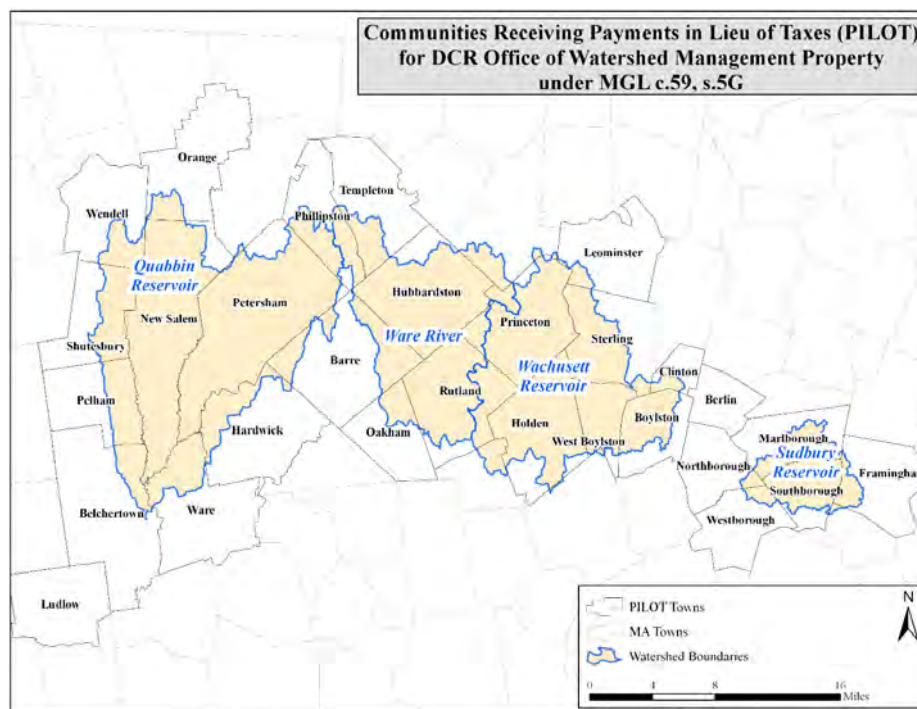 Communities Receiving Payments in Lieu of Taxes (PILOT)
for DCR Office of Watershed Management Property
under MGL c.59, s.5G
Orange
Templeton
Wendell
Phillipston
Leominster
Quabbin
Reservoir
Hubbardston
Petersham
New Salem
Princeton
Ware River
Sterling
Shutesbury
Barre
Wachusett
Reservoir
Clinton
Pelham
Rutland
Berlin
Boylston
Hardwick
Holden
Oakham
West Boylston
Marlborough
Sudbury
Reservoir
Northborough
Framingha
Southborough
Belchertown
Ware
Westborough
Ludlow
N
PILOT Towns
MA Towns
Watershed Boundaries
0 4 8 16
Miles